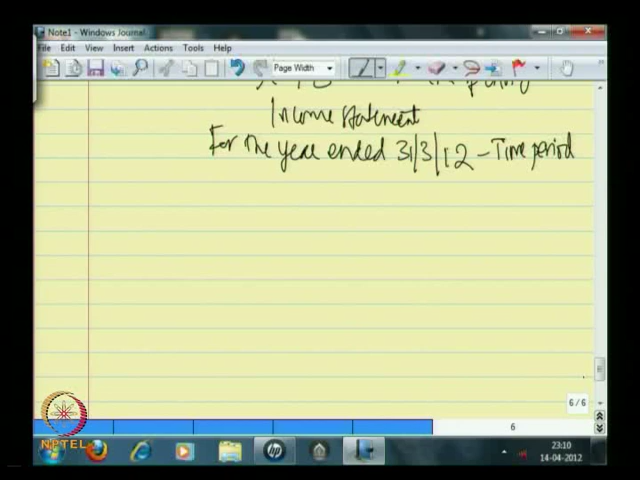 Note1 - Windows Journal
File Edit View Insert Actions Tools Help
Page Width
Income statement
For the year ended 31/3/12 - Time period
6/6
6
NPTEL
23:10
14-04-2012